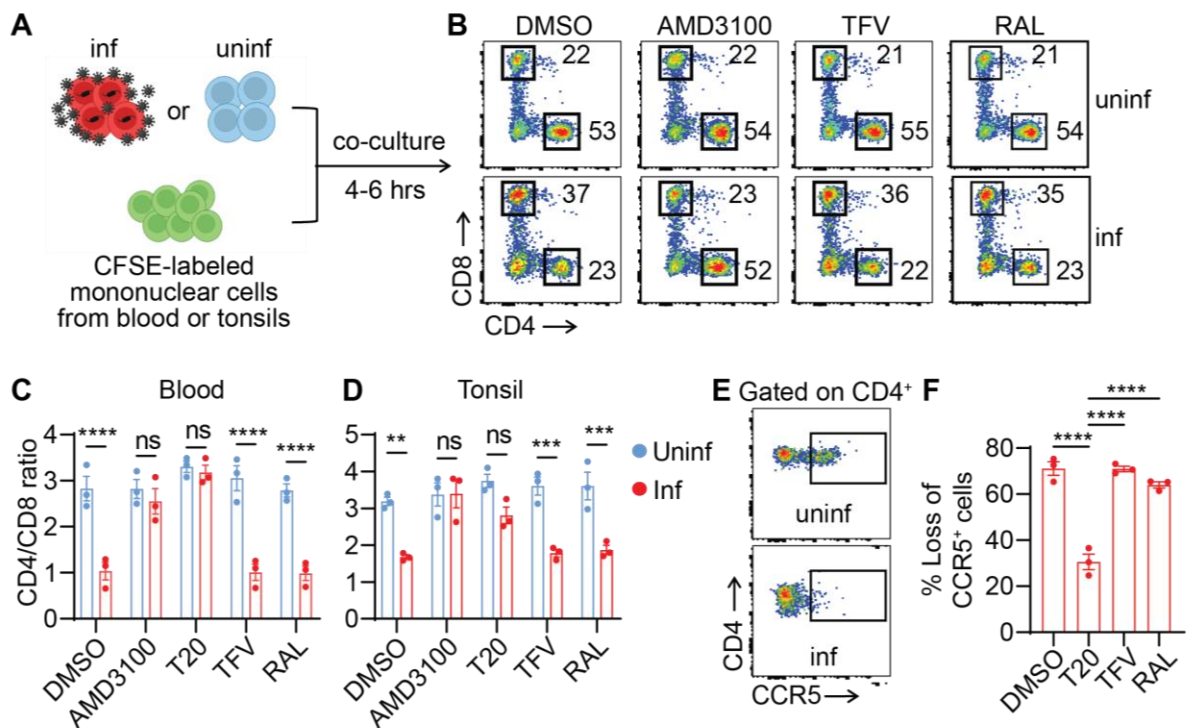 A
inf
uninf
or
co-culture
4-6 hrs
CFSE-labeled
mononuclear cells
from blood or tonsils
B
DMSO AMD3100 TFV RAL
22 22 21 21
53 54 55 54
uninf
37 23 36 35
23 52 22 23
inf
CD8
CD4
C Blood
**** ns ns **** ****
CD4/CD8 ratio
4
3
2
1
0
DMSO
AMD3100
T20
TFV
RAL
D Tonsil
** ns ns *** ***
5
4
3
2
1
0
DMSO
AMD3100
T20
TFV
RAL
Uninf
Inf
E Gated on CD4⁺
uninf
inf
CD4
CCR5
F
****
****
****
% Loss of
CCR5⁺ cells
80
60
40
20
0
DMSO
T20
TFV
RAL